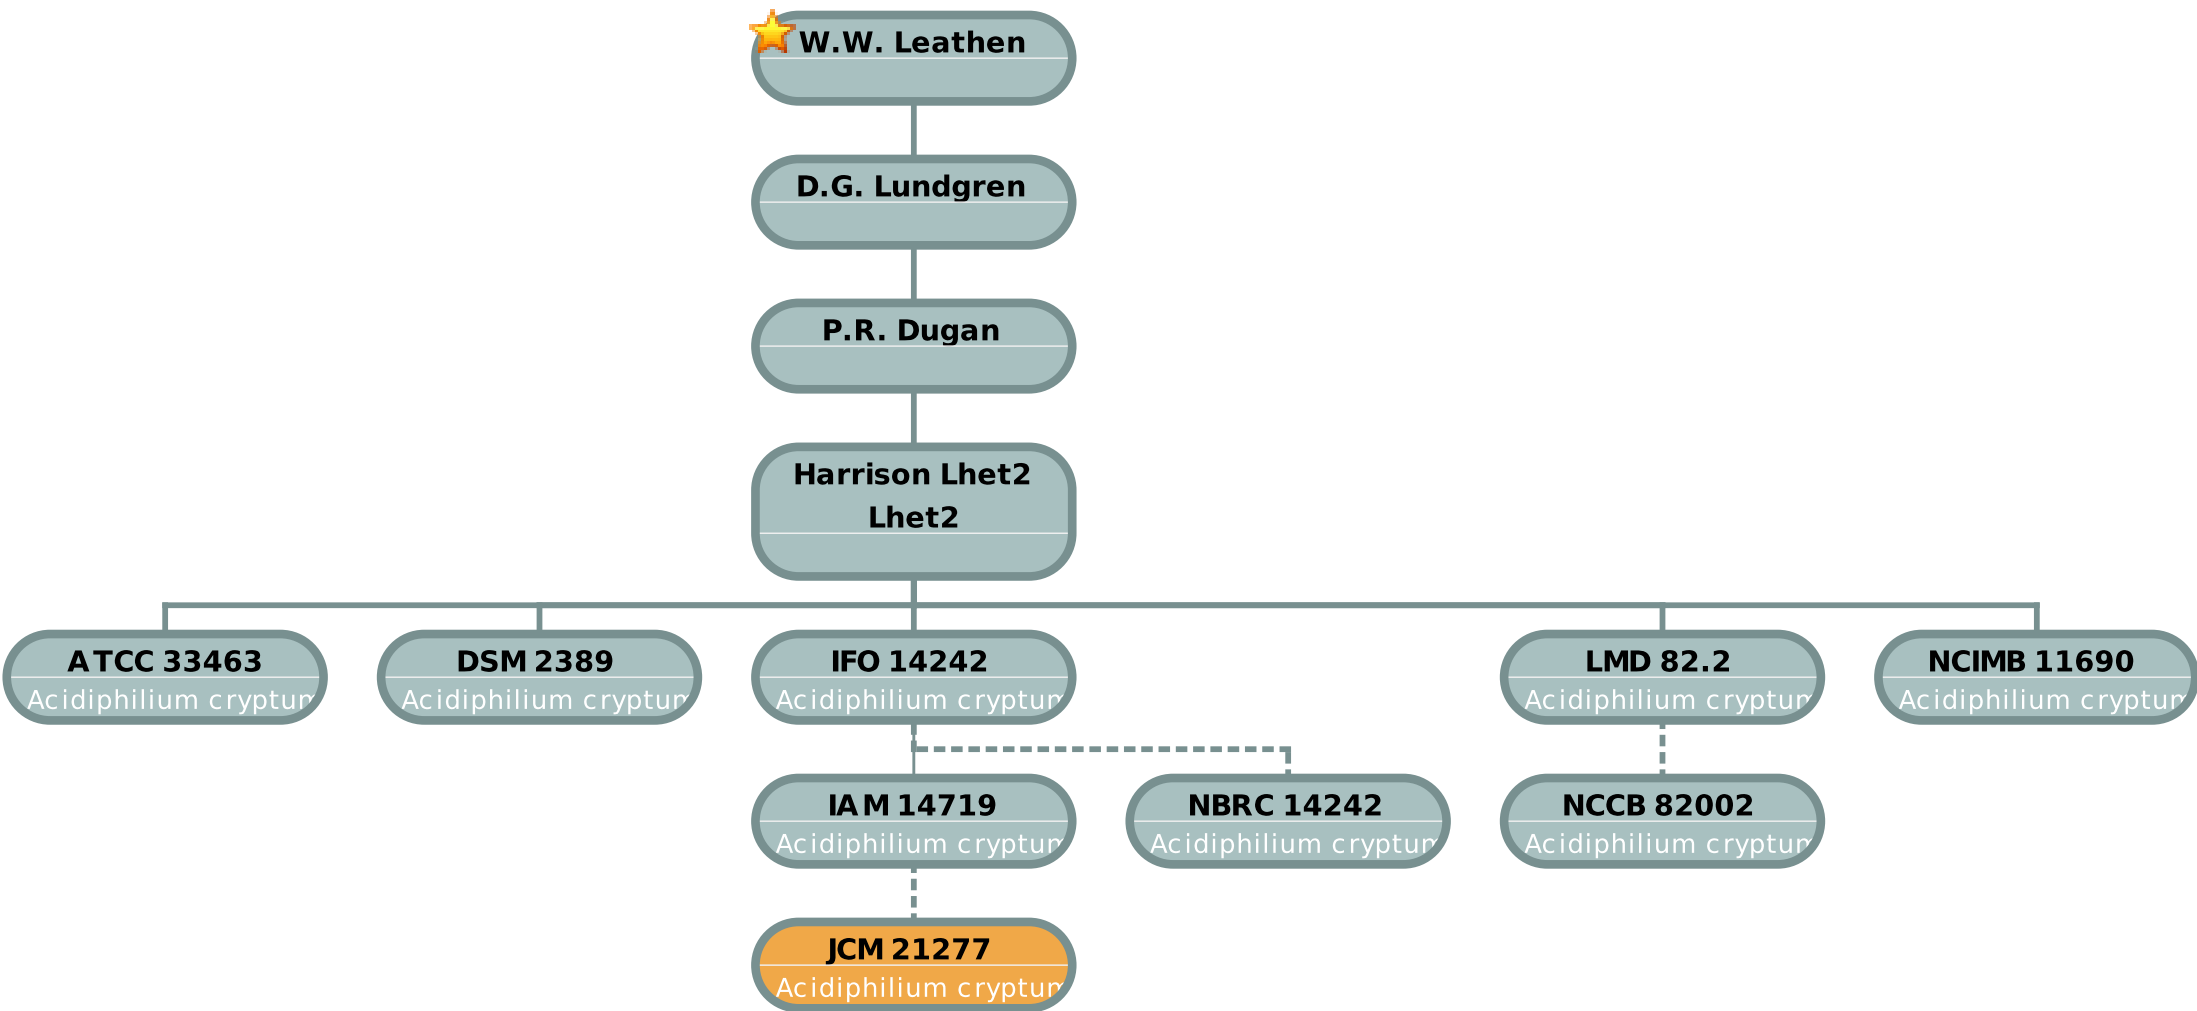 W.W. Leathen
D.G. Lundgren
P.R. Dugan
Harrison Lhet2
Lhet2
ATCC 33463
Acidiphilium cryptum
DSM 2389
Acidiphilium cryptum
IFO 14242
Acidiphilium cryptum
LMD 82.2
Acidiphilium cryptum
NCIMB 11690
Acidiphilium cryptum
IAM 14719
Acidiphilium cryptum
NBRC 14242
Acidiphilium cryptum
NCCB 82002
Acidiphilium cryptum
JCM 21277
Acidiphilium cryptum